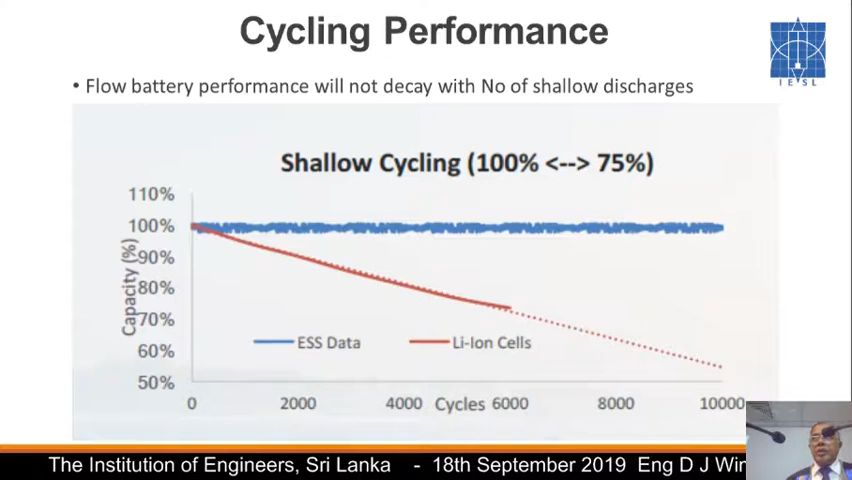 Cycling Performance
• Flow battery performance will not decay with No of shallow discharges
IESL
Shallow Cycling (100% <--> 75%)
110%
100%
90%
80%
70%
60%
50%
Capacity (%)
ESS Data
Li-Ion Cells
0 2000 4000 Cycles 6000 8000 10000
The Institution of Engineers, Sri Lanka - 18th September 2019 Eng D J